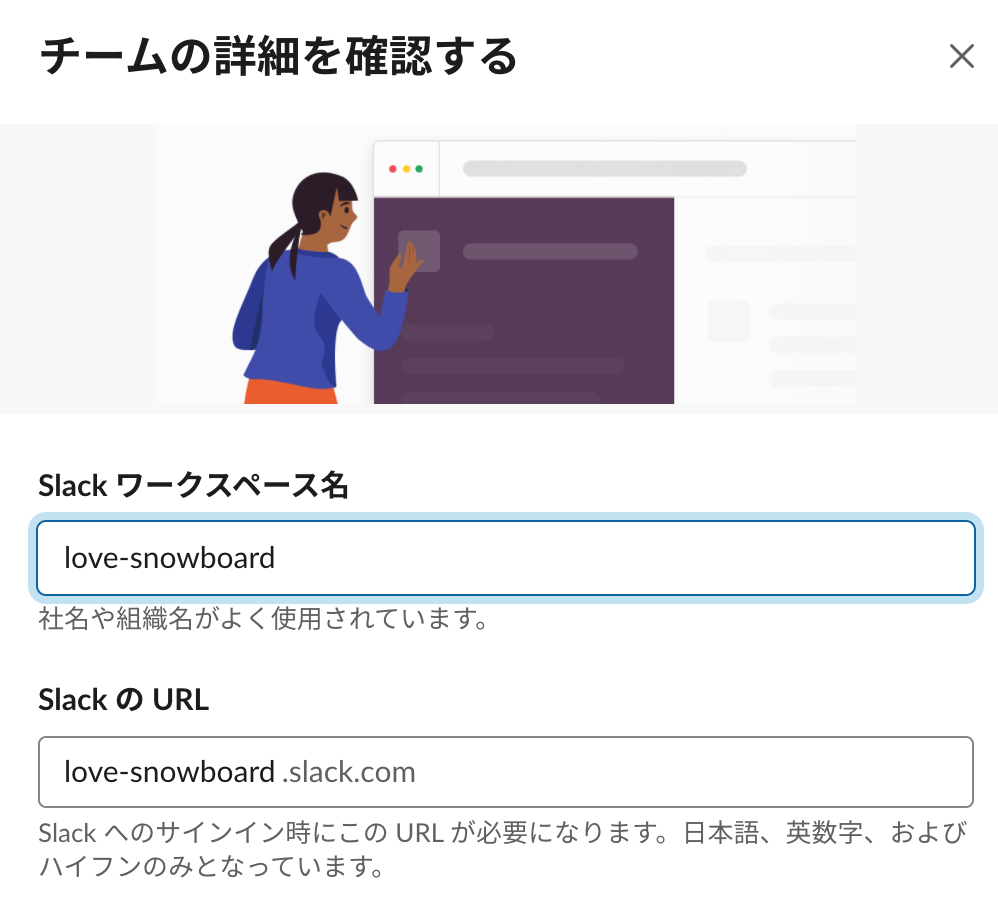 チームの詳細を確認する
Slack ワークスペース名
love-snowboard
社名や組織名がよく使用されています。
Slack の URL
love-snowboard .slack.com
Slack へのサインイン時にこの URL が必要になります。日本語、英数字、および
ハイフンのみとなっています。